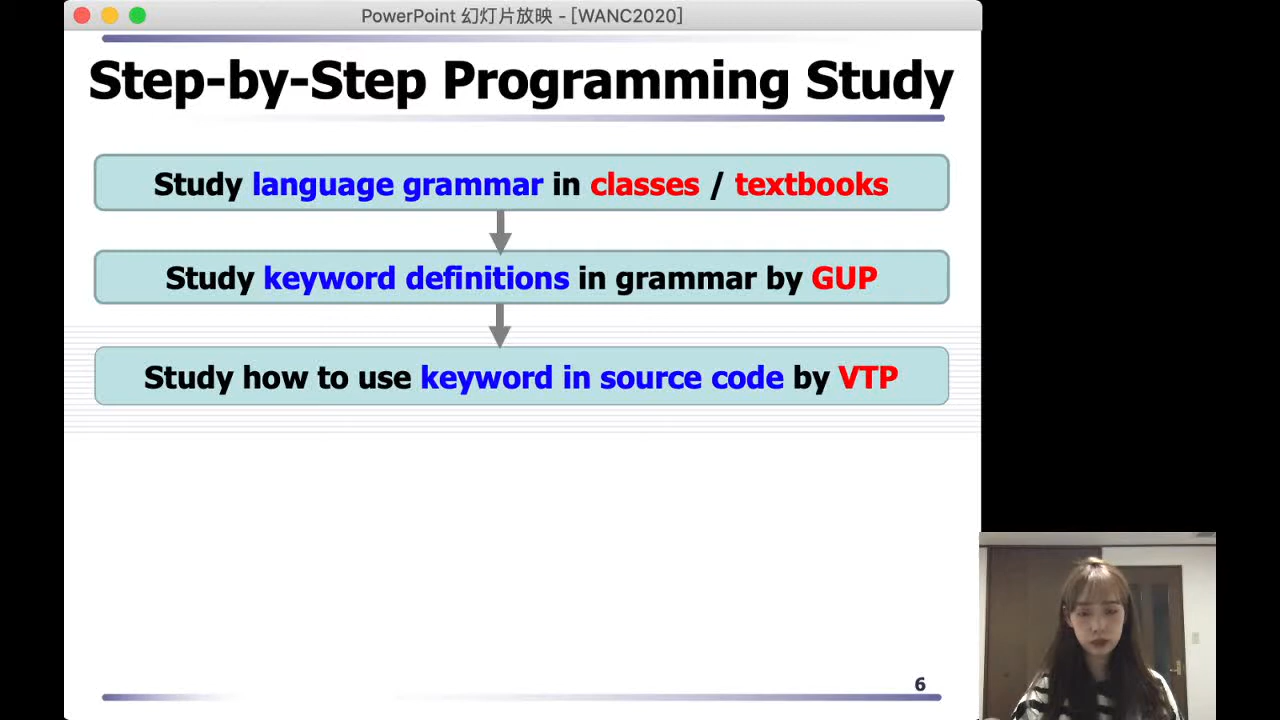 PowerPoint 幻灯片放映 - [WANC2020]
Step-by-Step Programming Study
Study language grammar in classes / textbooks
Study keyword definitions in grammar by GUP
Study how to use keyword in source code by VTP
6